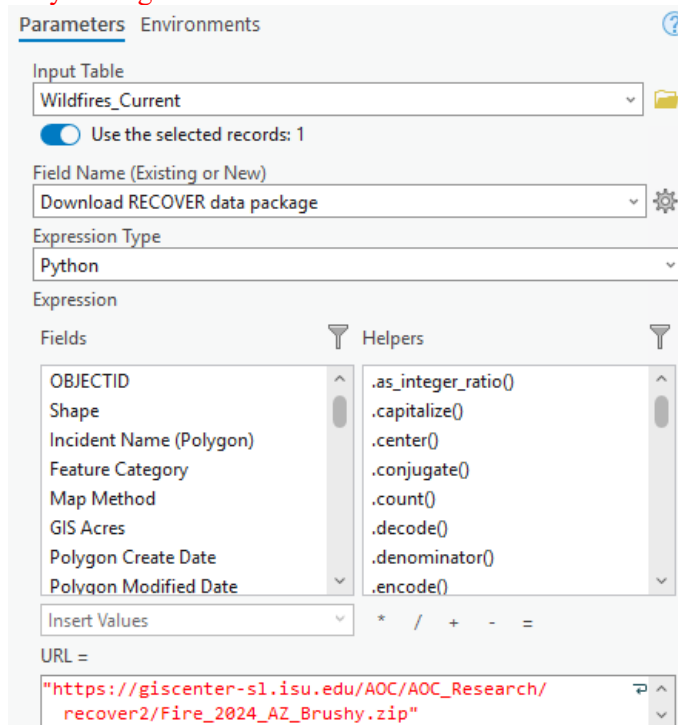 Parameters Environments
Input Table
Wildfires_Current
Use the selected records: 1
Field Name (Existing or New)
Download RECOVER data package
Expression Type
Python
Expression
Fields Helpers
OBJECTID .as_integer_ratio()
Shape .capitalize()
Incident Name (Polygon) .center()
Feature Category .conjugate()
Map Method .count()
GIS Acres .decode()
Polygon Create Date .denominator()
Polygon Modified Date .encode()
Insert Values * / + - =
URL =
"https://giscenter-sl.isu.edu/AOC/AOC_Research/
recover2/Fire_2024_AZ_Brushy.zip"